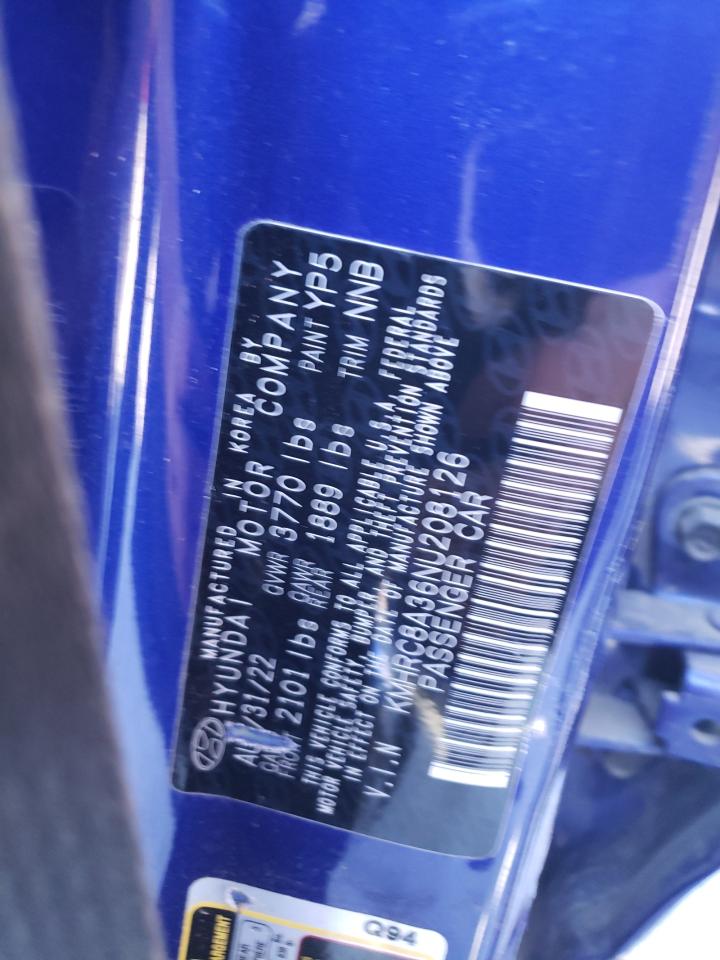 MANUFACTURED IN KOREA BY
HYUNDAI MOTOR COMPANY
/31/22 GVWR 3770 lbs PAINT YP5
2101 lbs GAWR REAR 1889 lbs TRIM NNB
THIS VEHICLE CONFORMS TO ALL APPLICABLE U.S.A. FEDERAL
MOTOR VEHICLE SAFETY, BUMPER AND THEFT PREVENTION STANDARDS
IN EFFECT ON THE DATE OF MANUFACTURE SHOWN ABOVE
V.I.N KMHRC8A36NU208126
PASSENGER CAR
Q94